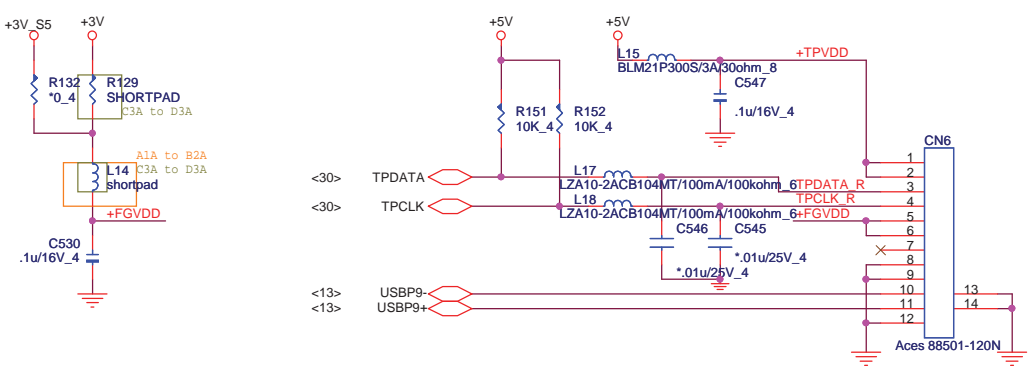 +3V_S5
+3V
+5V
+5V
R132
*0_4
R129
SHORTPAD
C3A to D3A
A1A to B2A
C3A to D3A
L14
shortpad
+FGVDD
C530
.1u/16V_4
L15
BLM21P300S/3A/30ohm_8
+TPVDD
C547
.1u/16V_4
R151
10K_4
R152
10K_4
<30>
TPDATA
L17
LZA10-2ACB104MT/100mA/100kohm_6
TPDATA_R
<30>
TPCLK
L18
LZA10-2ACB104MT/100mA/100kohm_6
TPCLK_R
+FGVDD
C546
*.01u/25V_4
C545
*.01u/25V_4
<13>
USBP9-
<13>
USBP9+
CN6
1
2
3
4
5
6
7
8
9
10
11
12
13
14
Aces 88501-120N